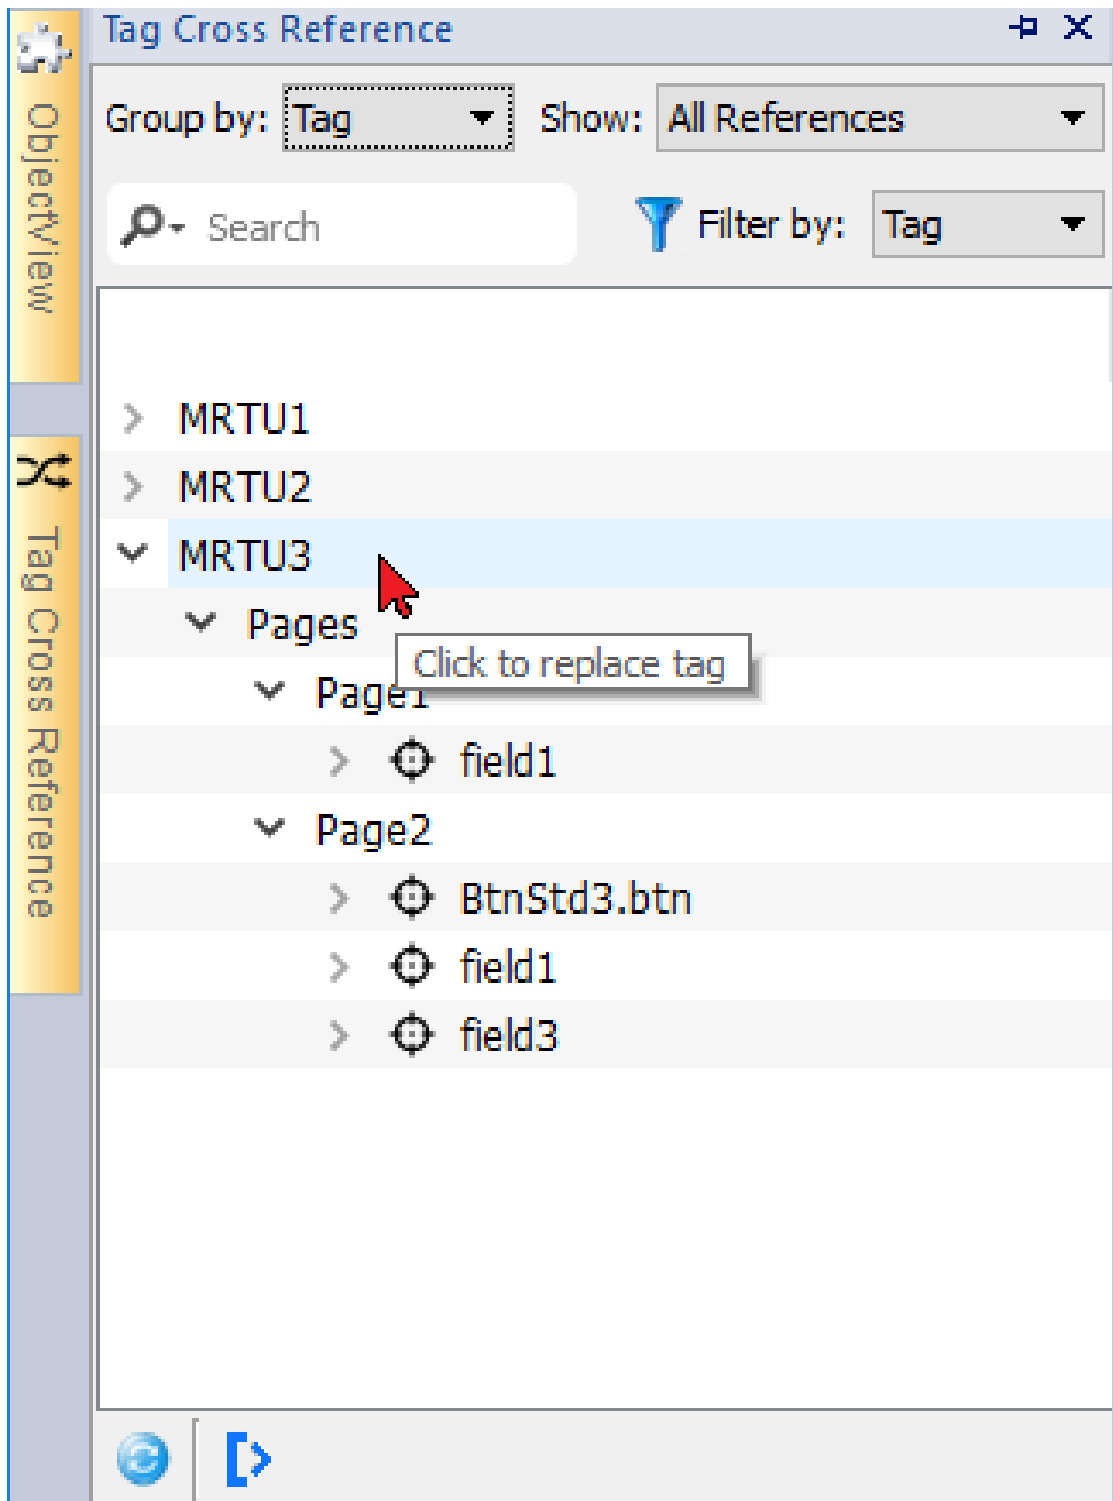 Tag Cross Reference
Group by: Tag Show: All References
Search Filter by: Tag
MRTU1
MRTU2
MRTU3
Pages
Click to replace tag
Page1
field1
Page2
BtnStd3.btn
field1
field3
ObjectView
Tag Cross Reference